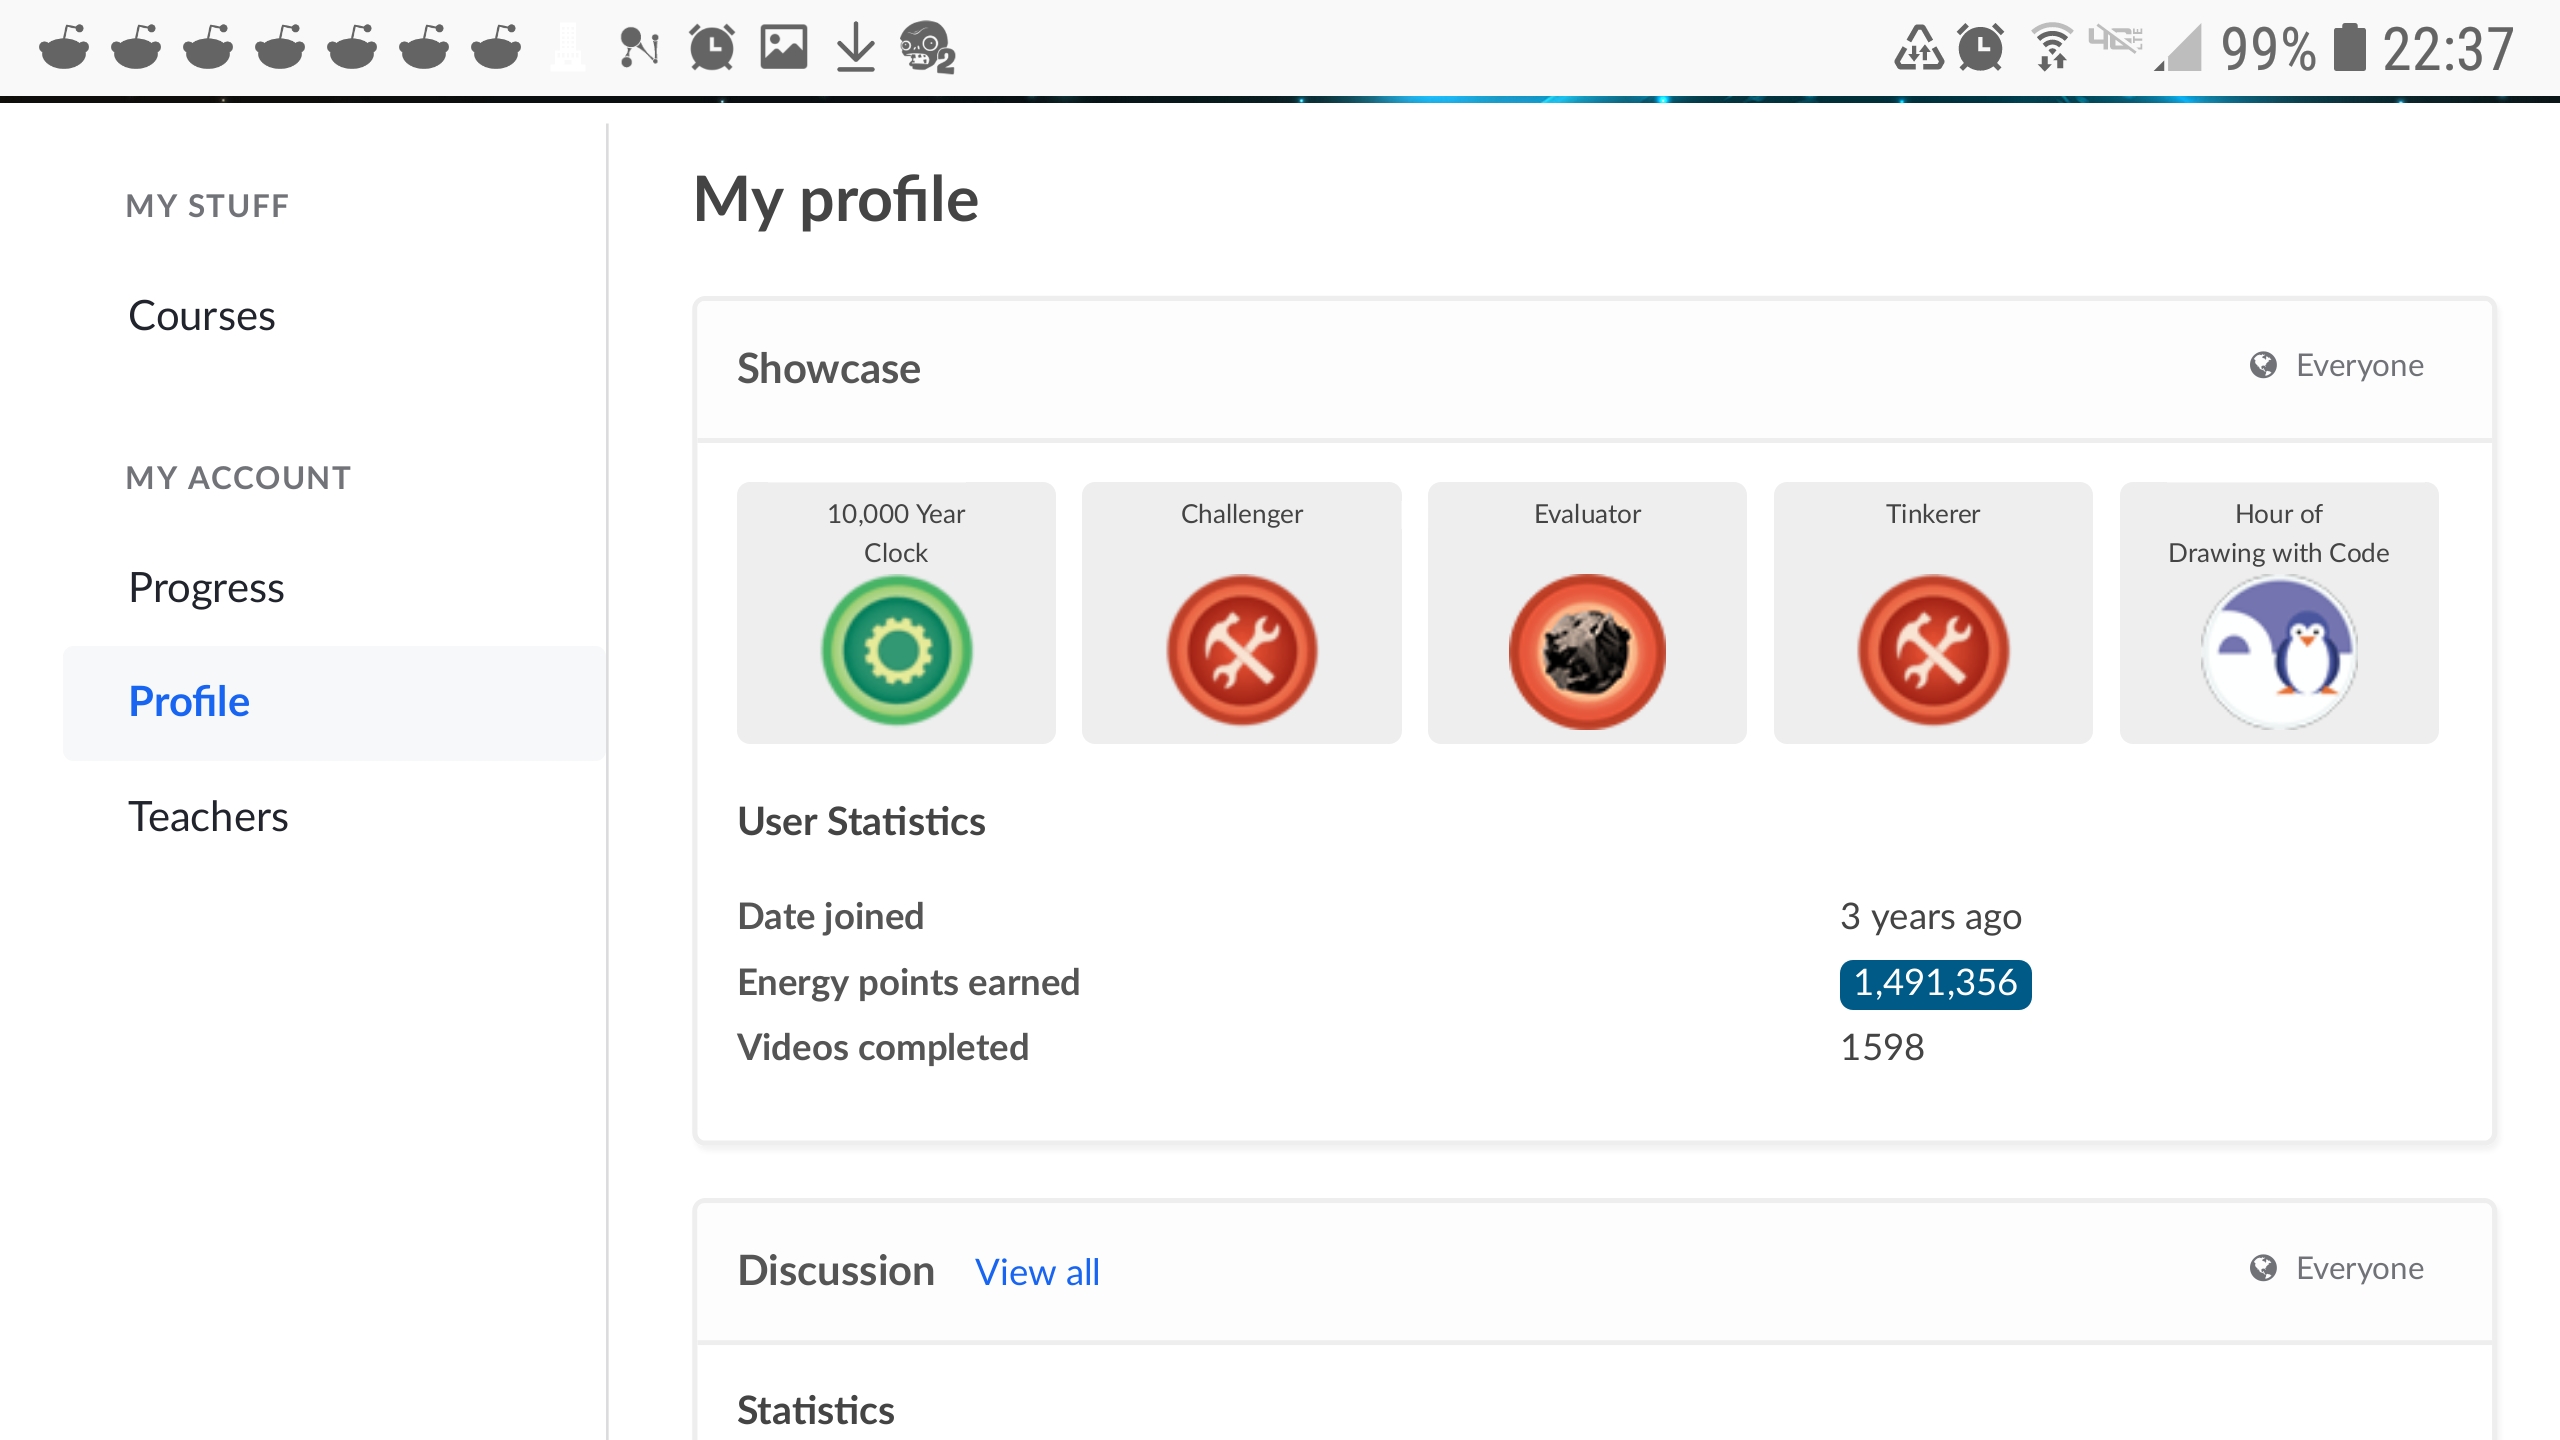 99% 22:37
MY STUFF
Courses
MY ACCOUNT
Progress
Profile
Teachers
My profile
Showcase
Everyone
10,000 Year
Clock
Challenger
Evaluator
Tinkerer
Hour of
Drawing with Code
User Statistics
Date joined 3 years ago
Energy points earned 1,491,356
Videos completed 1598
Discussion View all
Everyone
Statistics